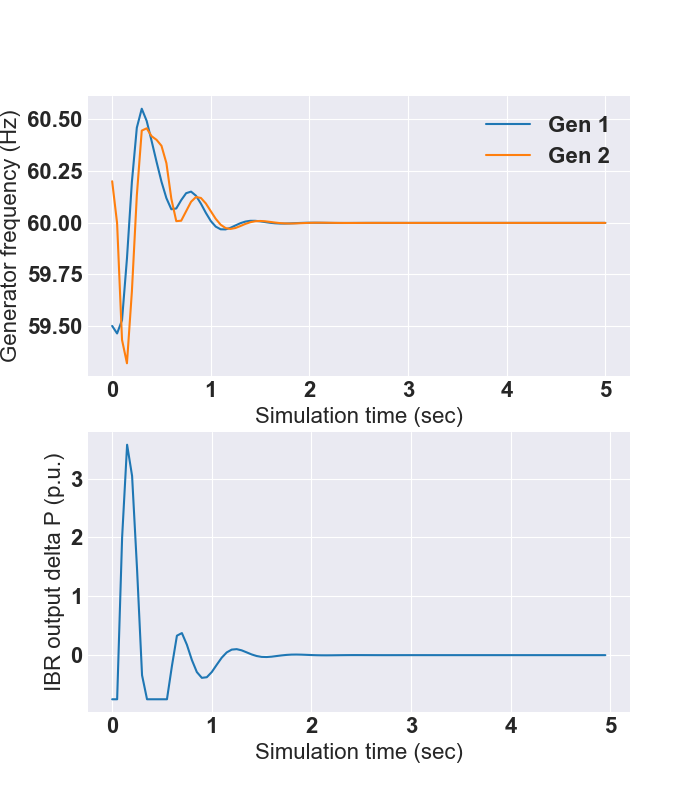 Generator frequency (Hz)
60.50
60.25
60.00
59.75
59.50
Gen 1
Gen 2
0 1 2 3 4 5
Simulation time (sec)
IBR output delta P (p.u.)
3
2
1
0
0 1 2 3 4 5
Simulation time (sec)